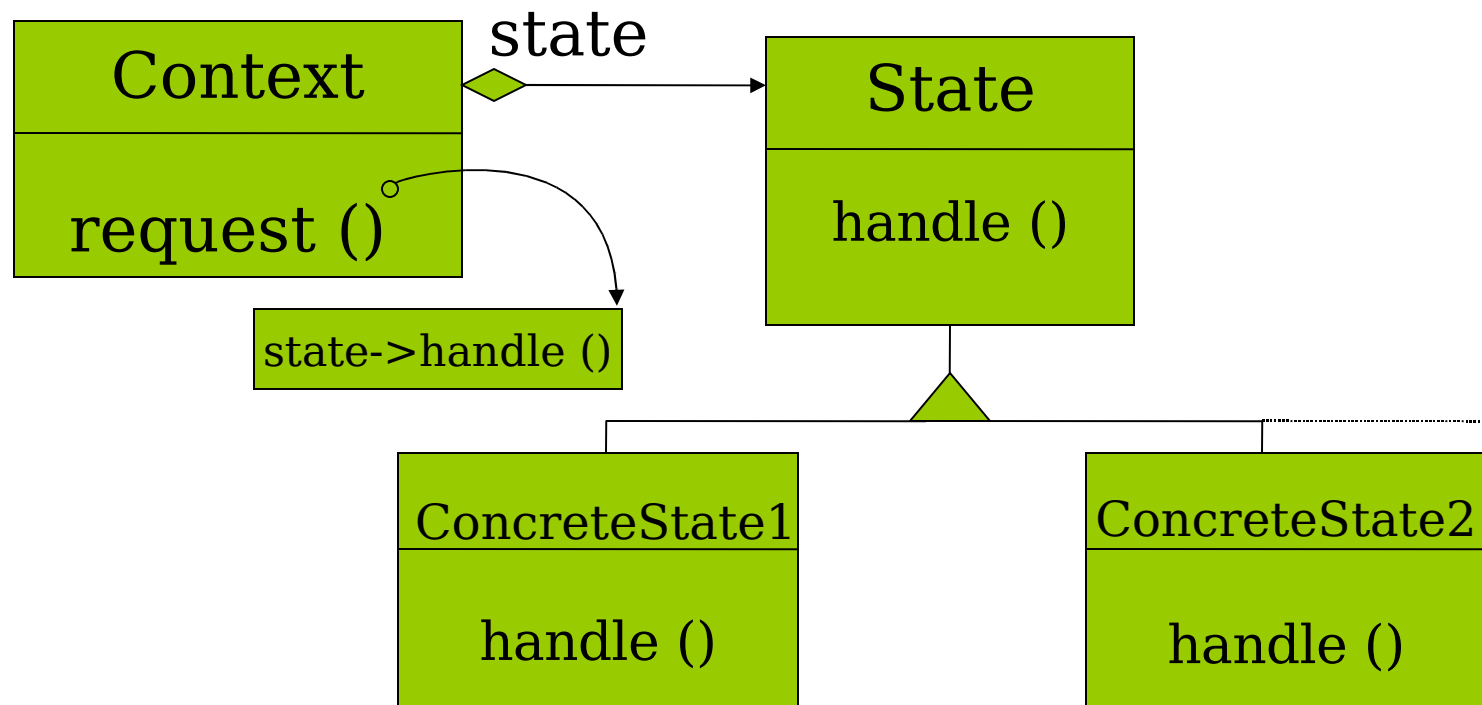 state
Context
State
request ()
handle ()
state->handle ()
ConcreteState1
ConcreteState2
handle ()
handle ()